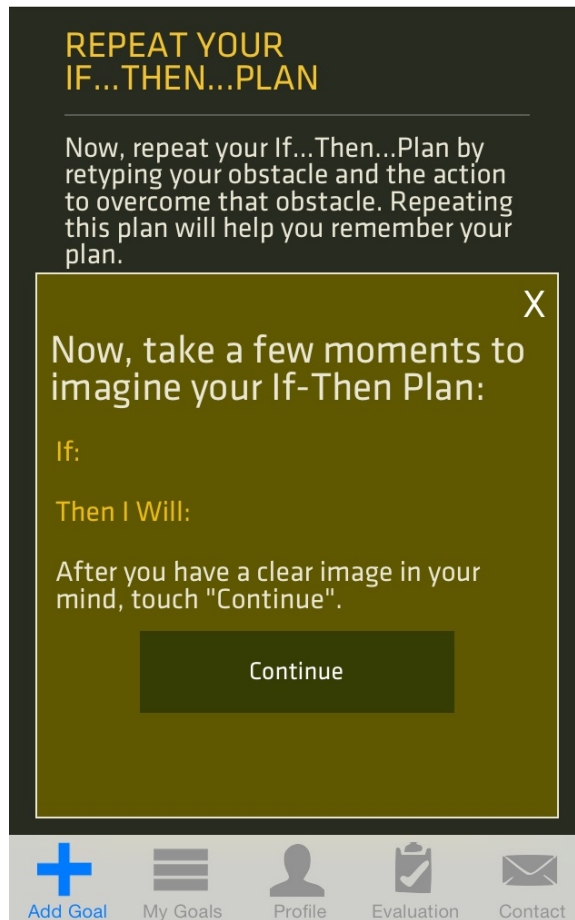 REPEAT YOUR
IF...THEN...PLAN
Now, repeat your If...Then...Plan by
retyping your obstacle and the action
to overcome that obstacle. Repeating
this plan will help you remember your
plan.
X
Now, take a few moments to
imagine your If-Then Plan:
If:
Then I Will:
After you have a clear image in your
mind, touch "Continue".
Continue
Add Goal My Goals Profile Evaluation Contact